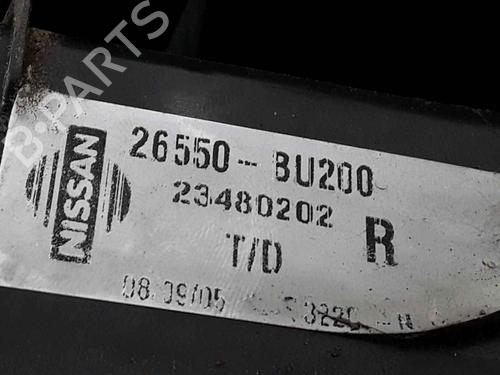 B-PARTS
26550-BU200
NISSAN
23480202
R
T/D
08/09/05